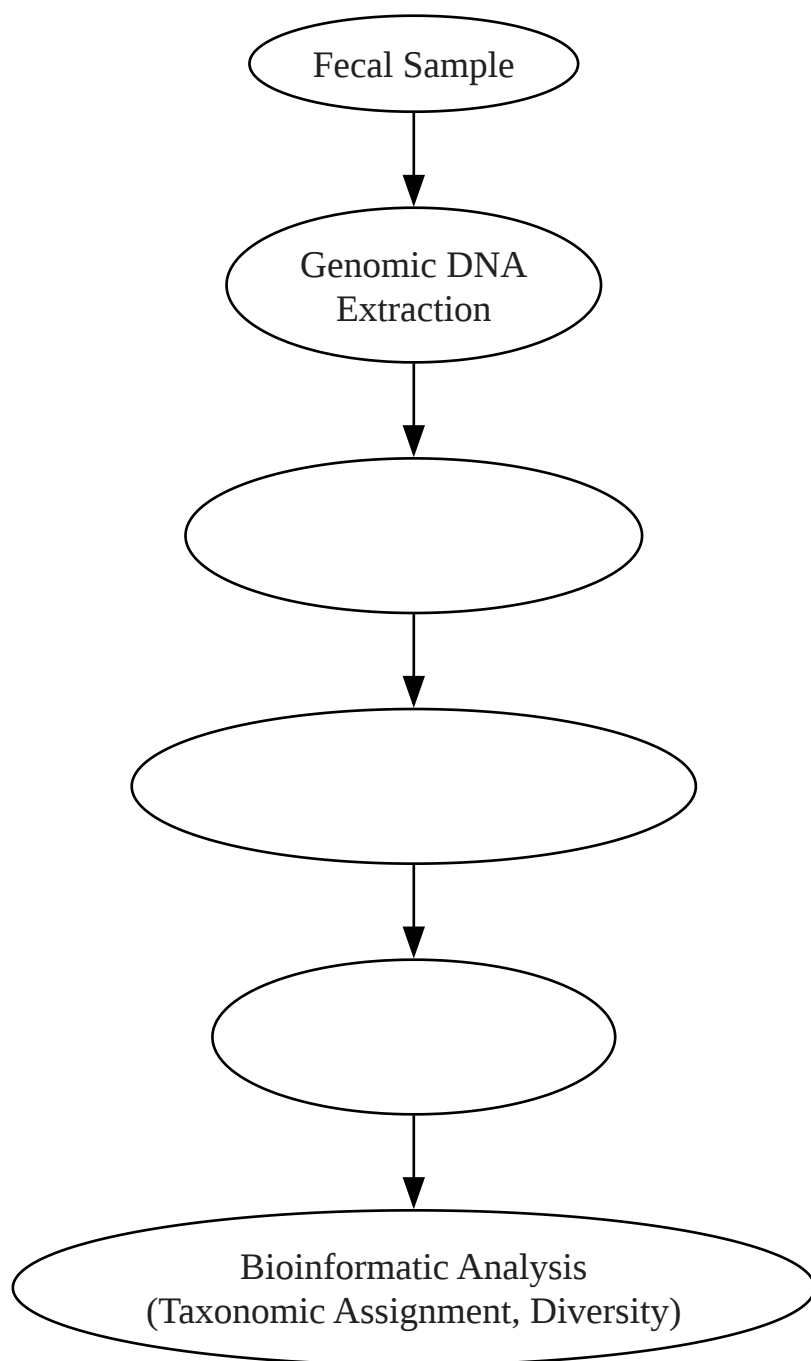 Fecal Sample
Genomic DNA
Extraction
Bioinformatic Analysis
(Taxonomic Assignment, Diversity)